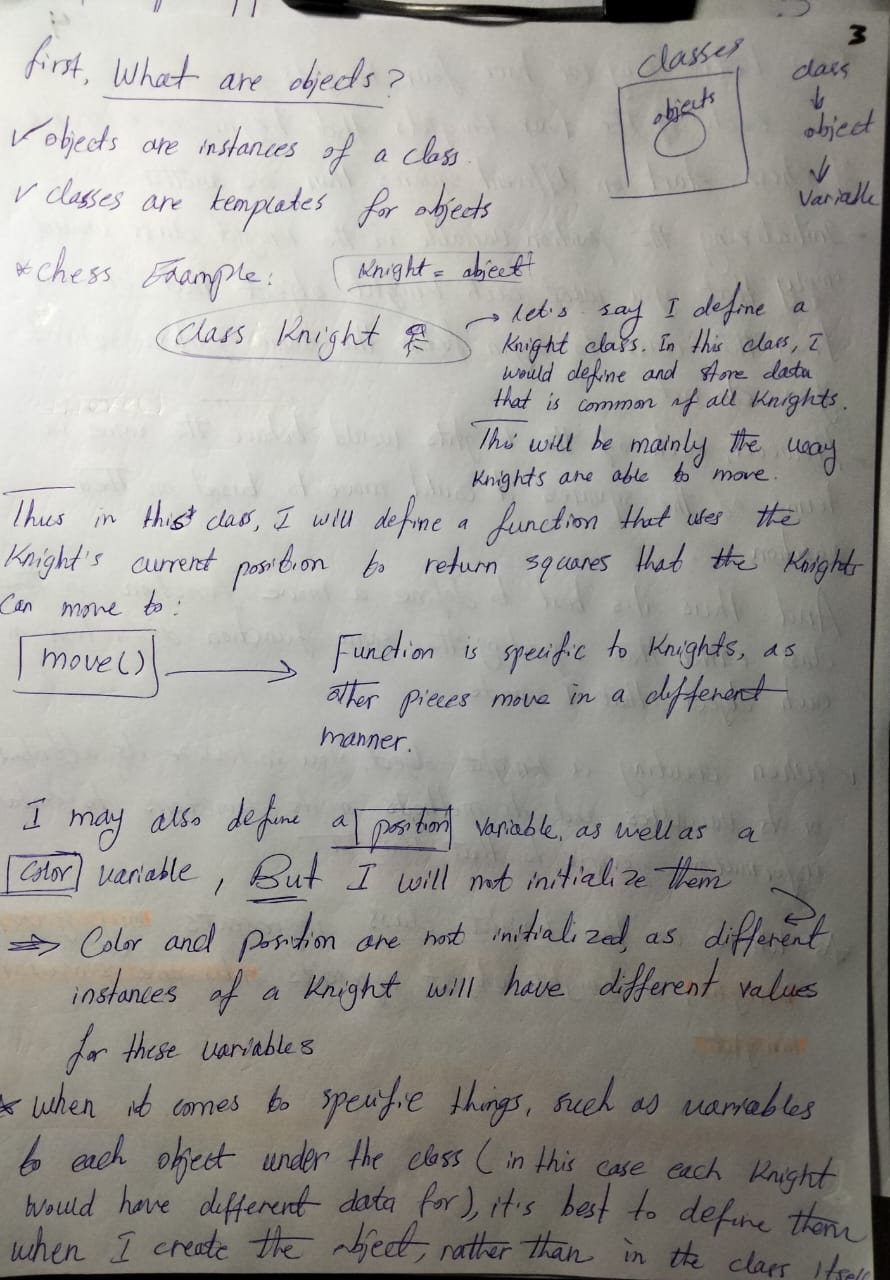 3
first, What are objects?
classes
objects
class
↓
object
↓
Variable
✓ objects are instances of a class.
✓ classes are templates for objects
* chess Example:
Knight = object
Class Knight
→ let's say I define a
Knight class. In this class, I
would define and store data
that is common of all Knights.
This will be mainly the way
Knights are able to move.
Thus in this class, I will define a function that uses the
Knight's current position to return squares that the Knights
Can move to:
move()
Function is specific to Knights, as
other pieces move in a different
manner.
I may also define a position variable, as well as a
Color variable, But I will not initialize them
⇒ Color and position are not initialized, as different
instances of a Knight will have different values
for these variables
* when it comes to specific things, such as variables
to each object under the class (in this case each Knight
would have different data for), it's best to define them
when I create the object, rather than in the class itself